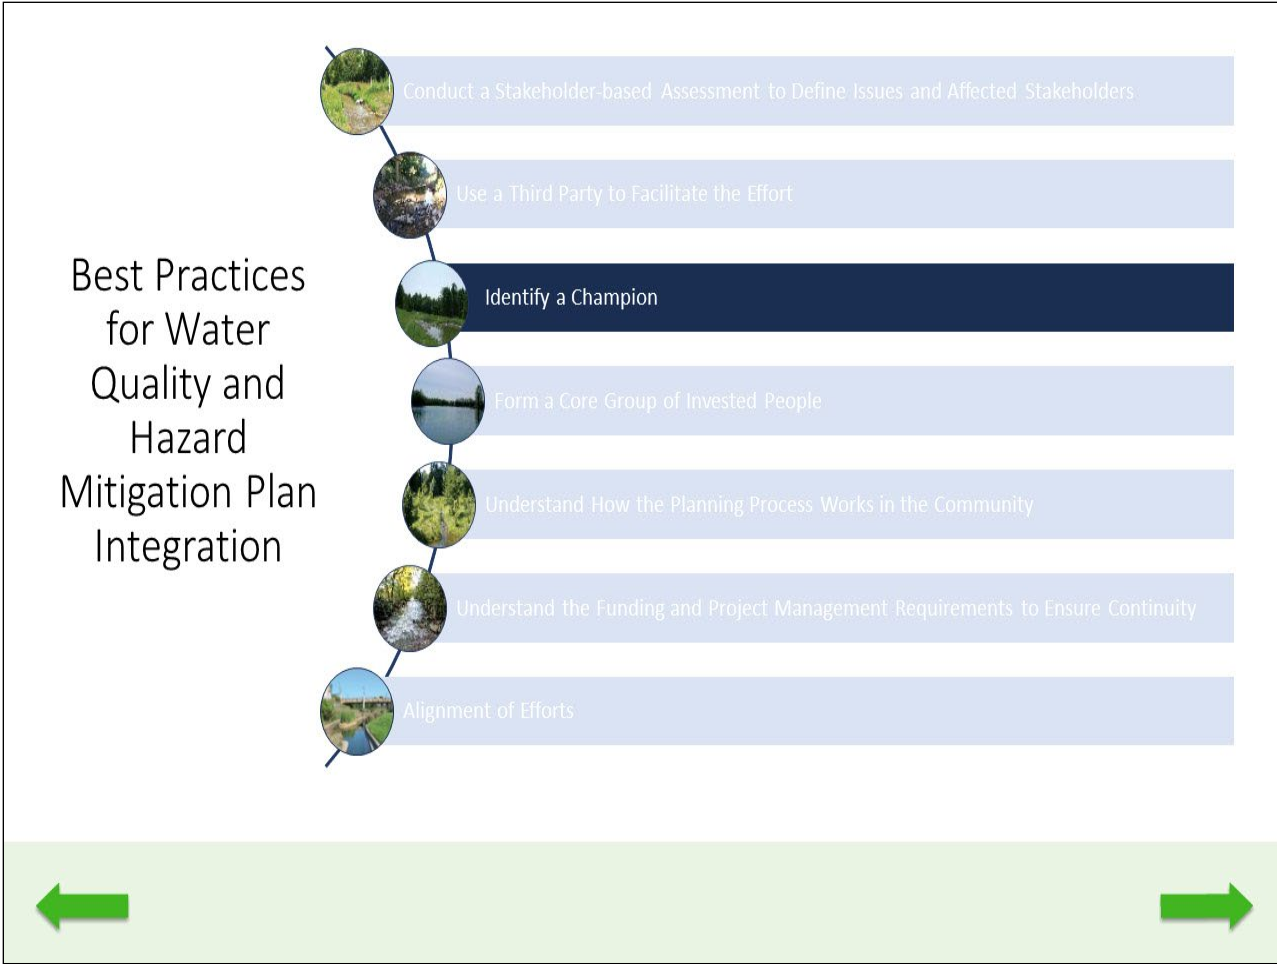 Best Practices
for Water
Quality and
Hazard
Mitigation Plan
Integration
Conduct a Stakeholder-based Assessment to Define Issues and Affected Stakeholders
Use a Third Party to Facilitate the Effort
Identify a Champion
Form a Core Group of Invested People
Understand How the Planning Process Works in the Community
Understand the Funding and Project Management Requirements to Ensure Continuity
Alignment of Efforts